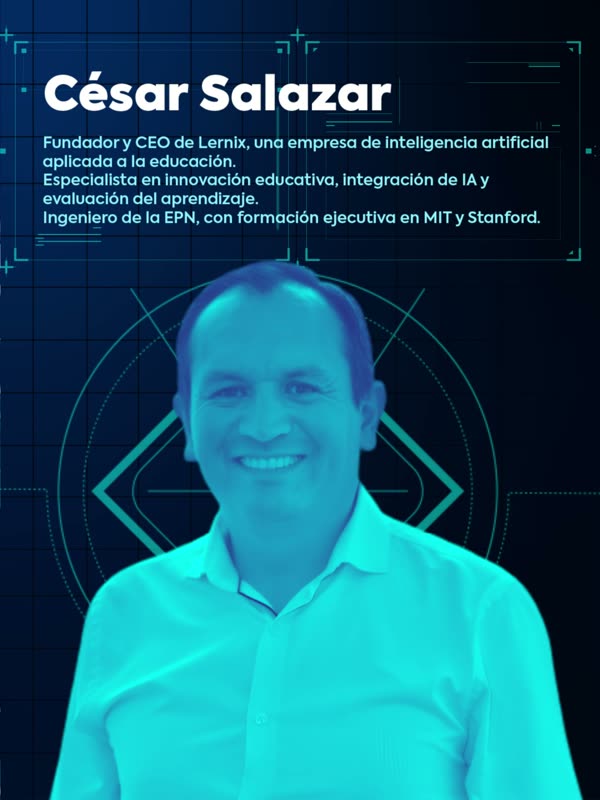 César Salazar
Fundador y CEO de Lernix, una empresa de inteligencia artificial
aplicada a la educación.
Especialista en innovación educativa, integración de IA y
evaluación del aprendizaje.
Ingeniero de la EPN, con formación ejecutiva en MIT y Stanford.